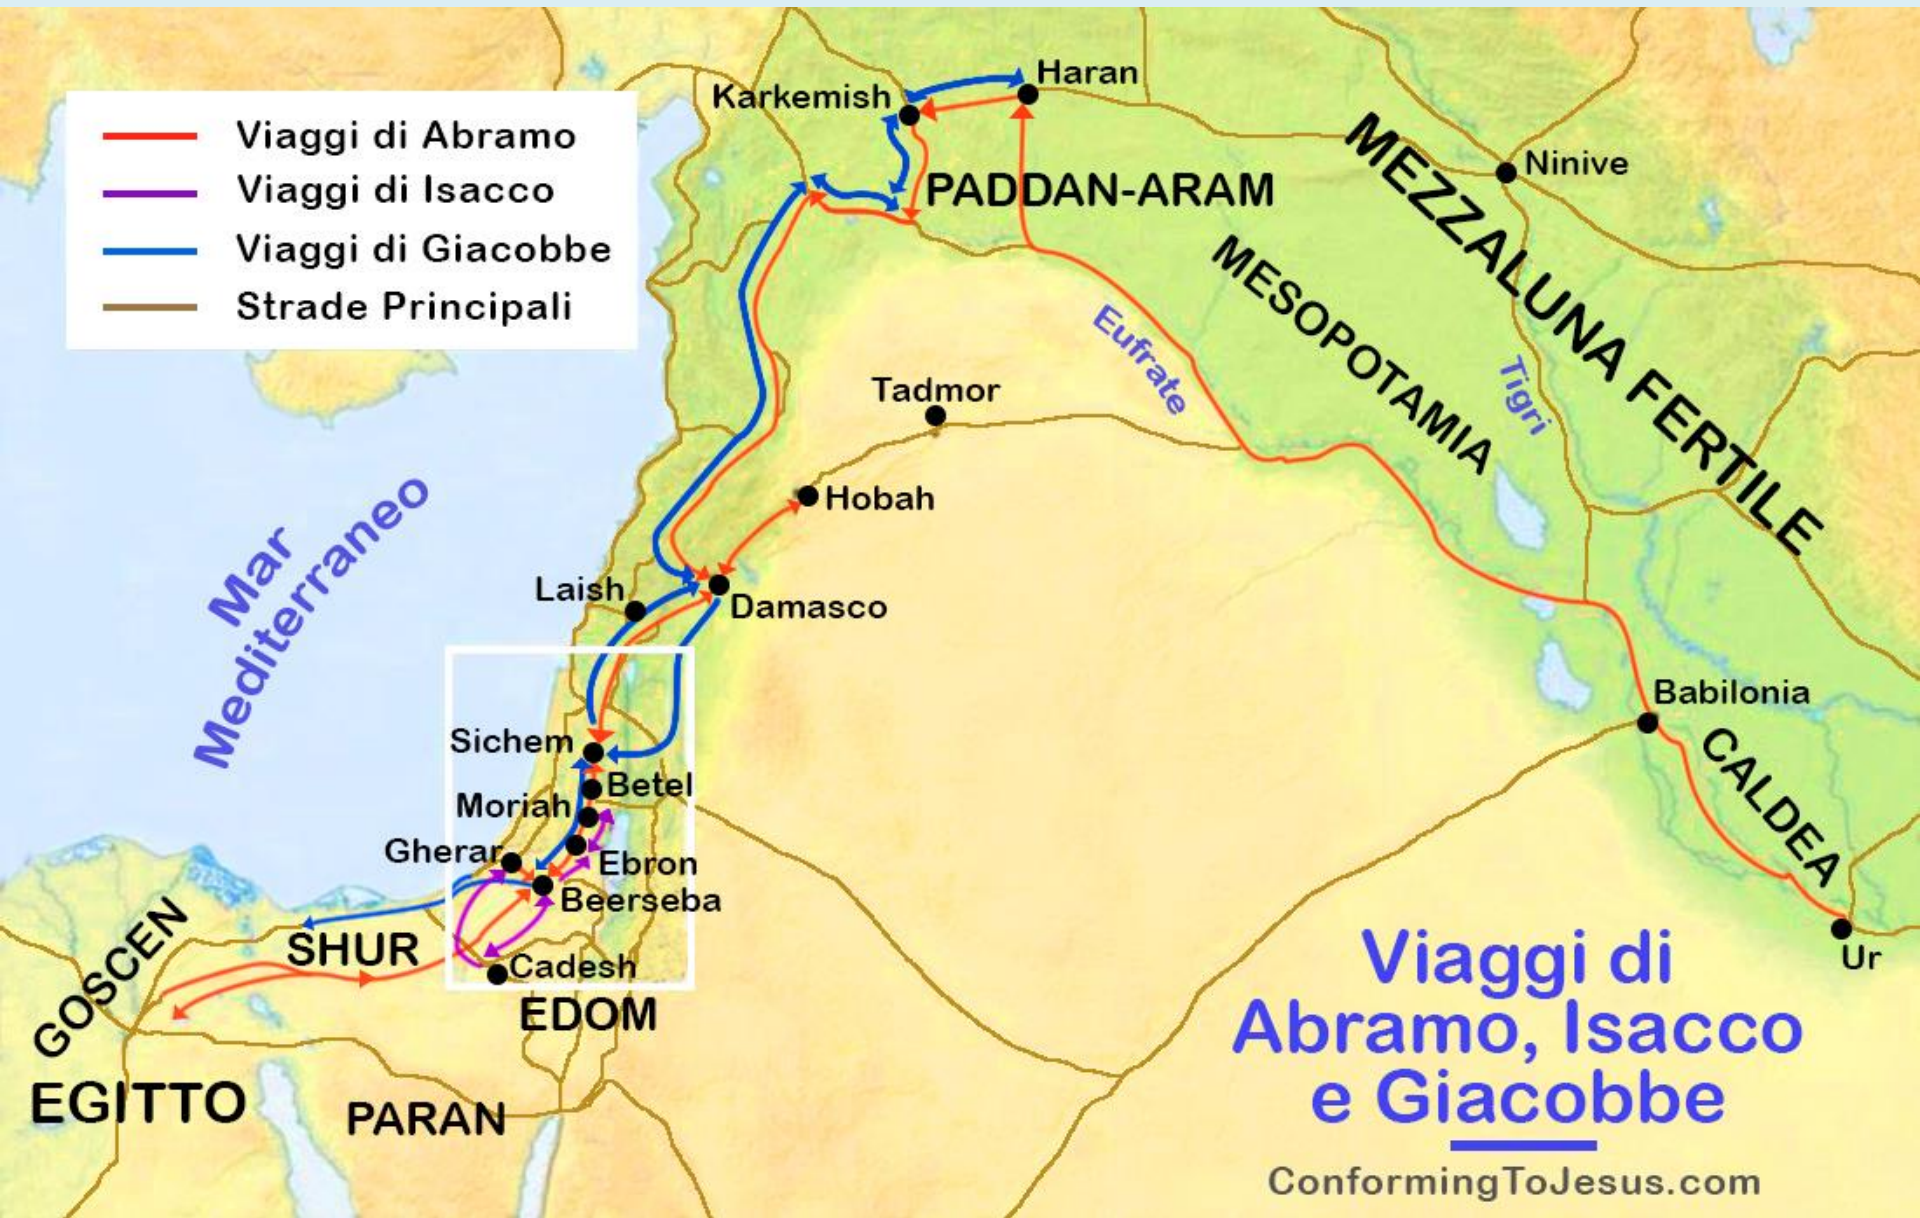 Viaggi di Abramo
Viaggi di Isacco
Viaggi di Giacobbe
Strade Principali
Haran
Karkemish
PADDAN-ARAM
Ninive
MEZZALUNA FERTILE
MESOPOTAMIA
Eufrate
Tigri
Tadmor
Hobah
Mar
Mediterraneo
Laish
Damasco
Sichem
Betel
Moriah
Gherar
Ebron
Beerseba
Cadesh
Babilonia
CALDEA
Ur
GOSCEN
SHUR
EDOM
EGITTO
PARAN
Viaggi di
Abramo, Isacco
e Giacobbe
ConformingToJesus.com